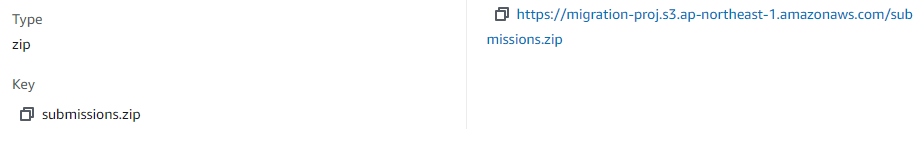 Type
zip
Key
submissions.zip
https://migration-proj.s3.ap-northeast-1.amazonaws.com/sub
missions.zip